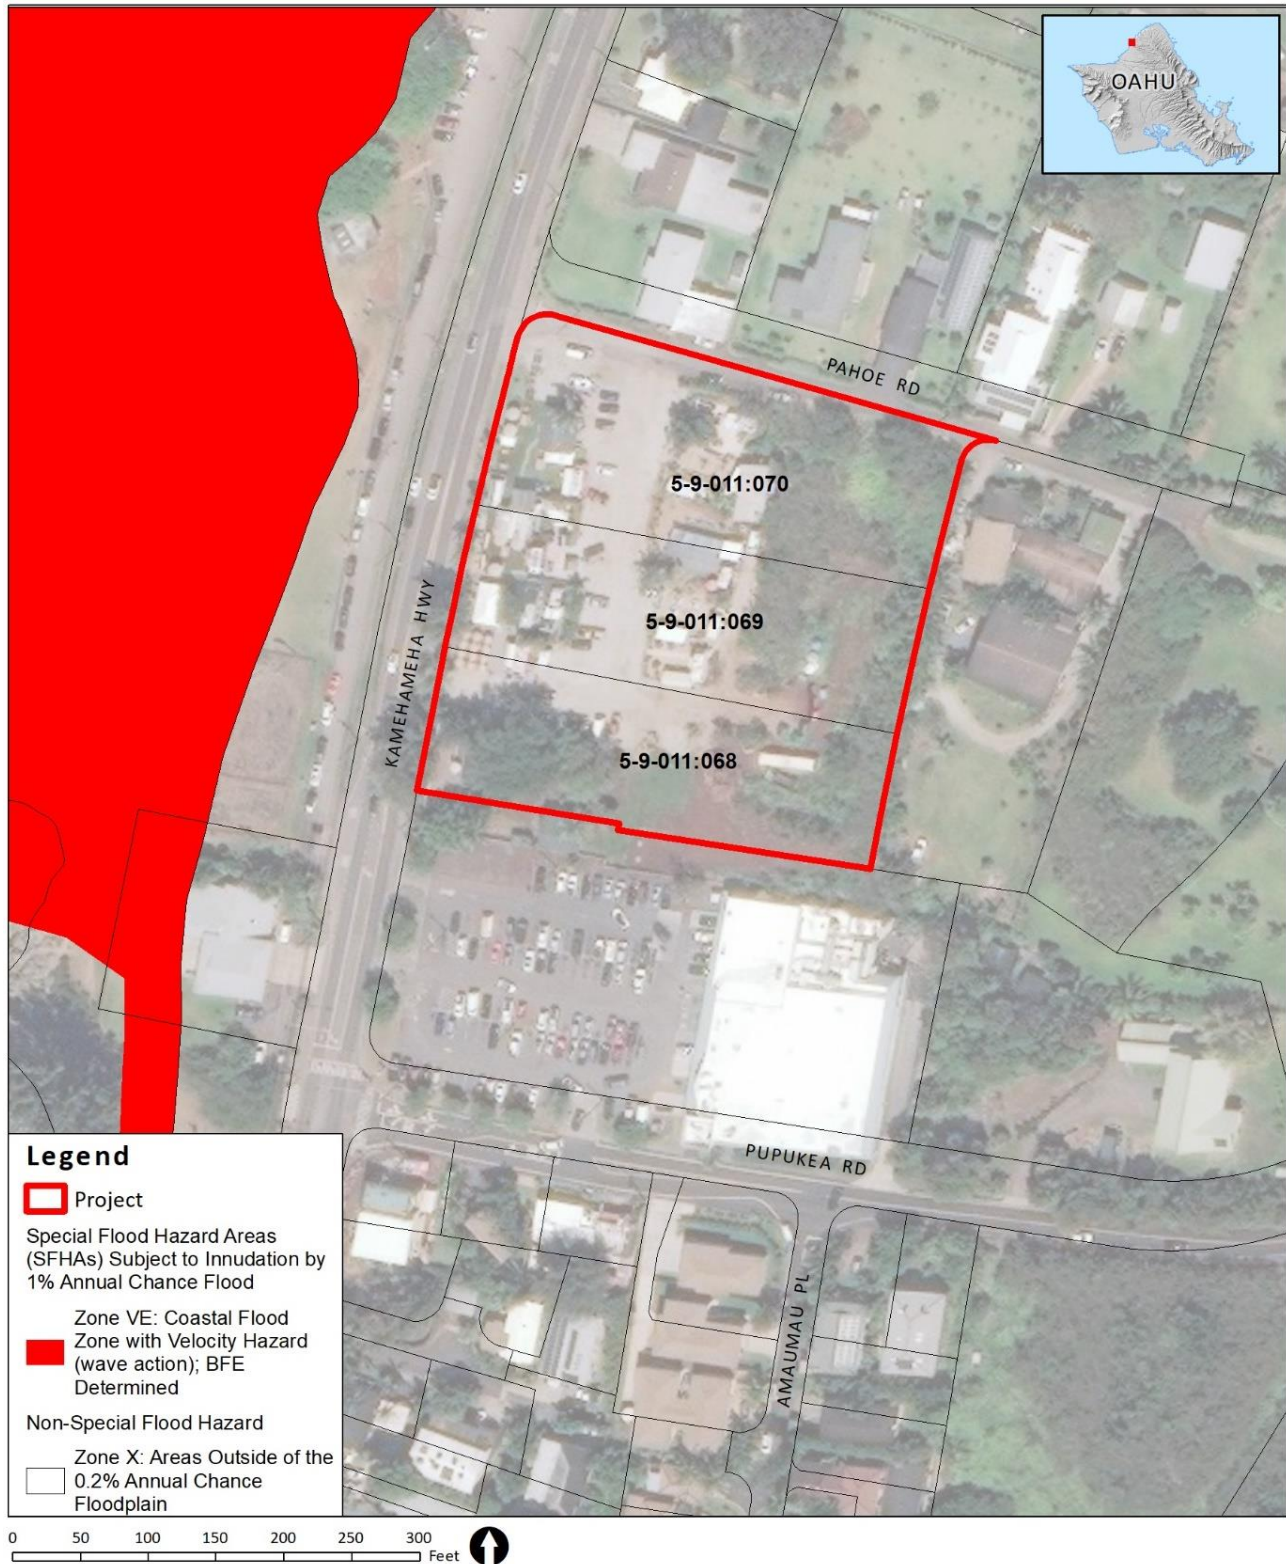 OAHU
PAHOE RD
5-9-011:070
5-9-011:069
KAMEHAMEHA HWY
5-9-011:068
PUPUKEA RD
AMAUMAU PL
Legend
Project
Special Flood Hazard Areas
(SFHAs) Subject to Innudation by
1% Annual Chance Flood
Zone VE: Coastal Flood
Zone with Velocity Hazard
(wave action); BFE
Determined
Non-Special Flood Hazard
Zone X: Areas Outside of the
0.2% Annual Chance
Floodplain
0 50 100 150 200 250 300
Feet